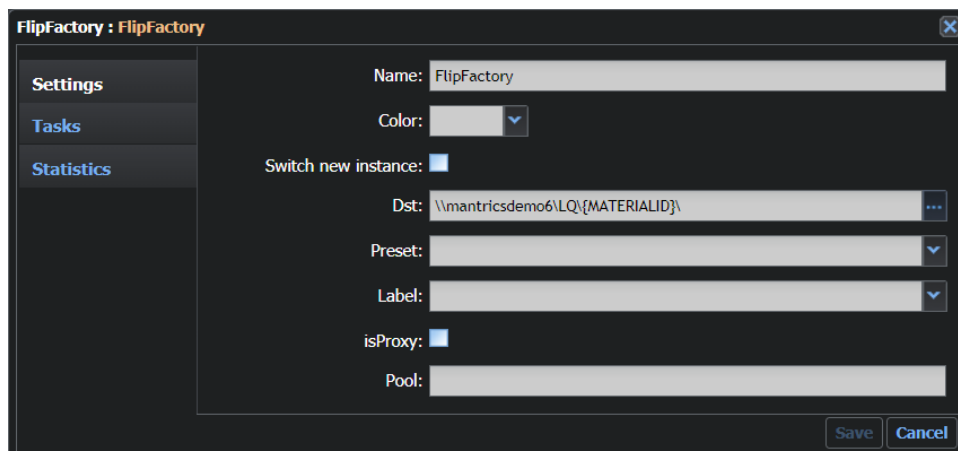 FlipFactory : FlipFactory
Settings
Tasks
Statistics
Name: FlipFactory
Color:
Switch new instance:
Dst: \\mantricsdemo6\LQ\{MATERIALID}\
Preset:
Label:
isProxy:
Pool:
Save Cancel